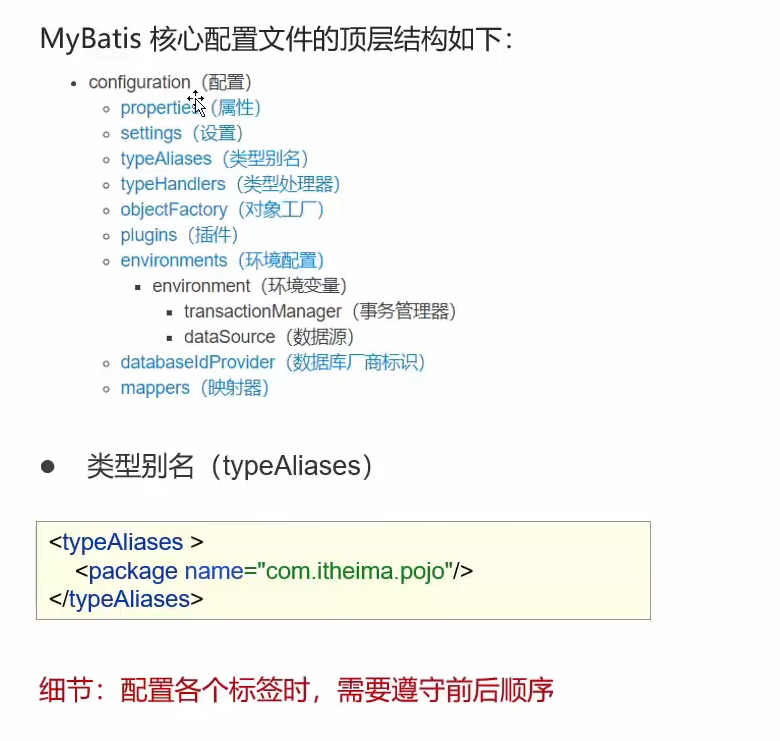 MyBatis 核心配置文件的顶层结构如下：
configuration（配置）
properties（属性）
settings（设置）
typeAliases（类型别名）
typeHandlers（类型处理器）
objectFactory（对象工厂）
plugins（插件）
environments（环境配置）
environment（环境变量）
transactionManager（事务管理器）
dataSource（数据源）
databaseIdProvider（数据库厂商标识）
mappers（映射器）
类型别名（typeAliases）
<typeAliases >
<package name="com.itheima.pojo"/>
</typeAliases>
细节：配置各个标签时，需要遵守前后顺序